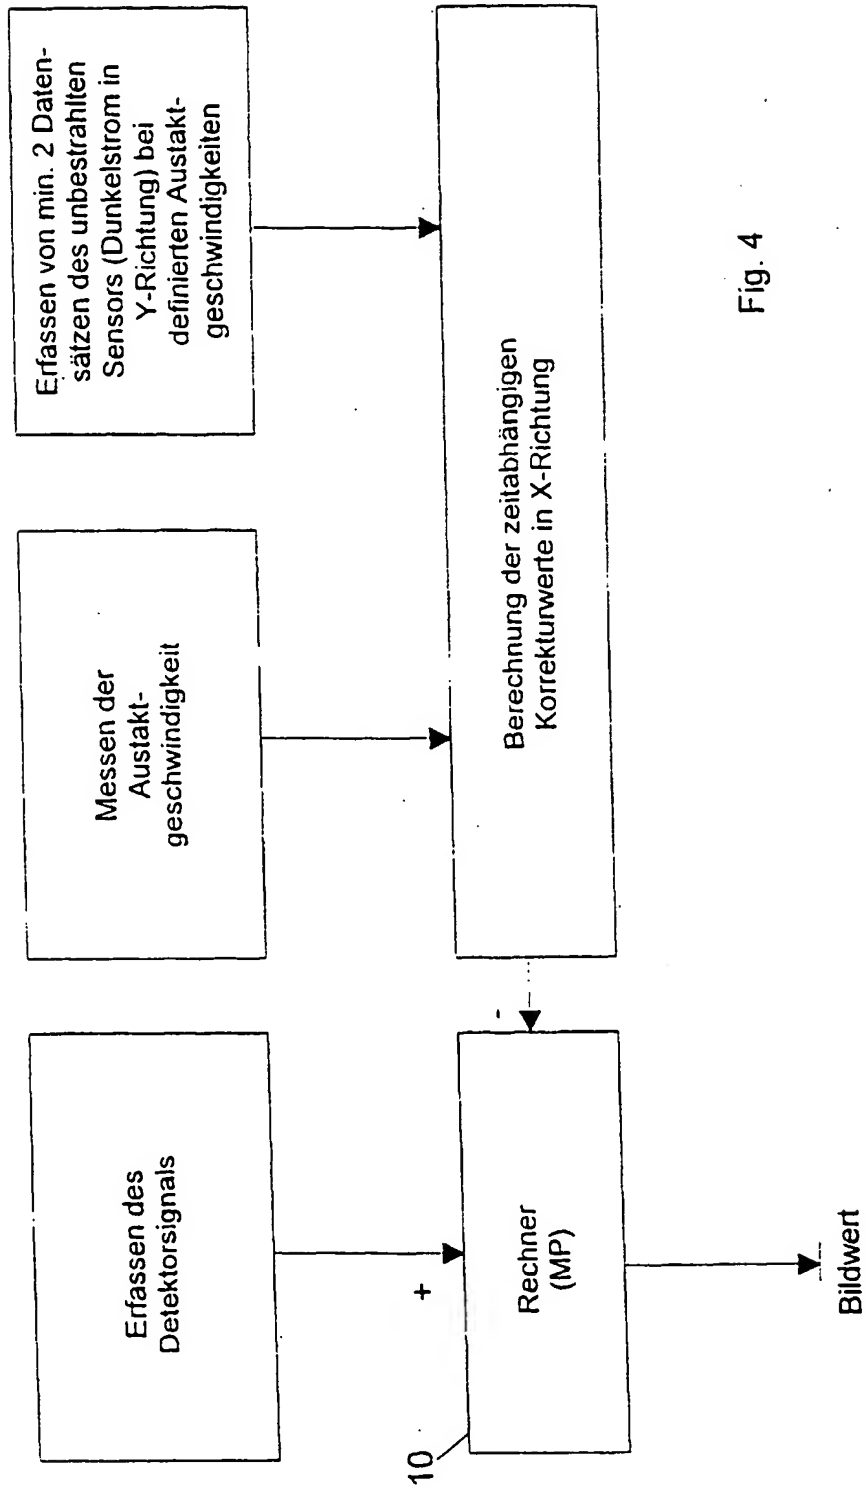 Erfassen des
Detektorsignals
Messen der
Austakt-
geschwindigkeit
Erfassen von min. 2 Daten-
sätzen des unbestrahlten
Sensors (Dunkelstrom in
Y-Richtung) bei
definierten Austakt-
geschwindigkeiten
+
-
10
Rechner
(MP)
Berechnung der zeitabhängigen
Korrekturwerte in X-Richtung
Bildwert
Fig. 4